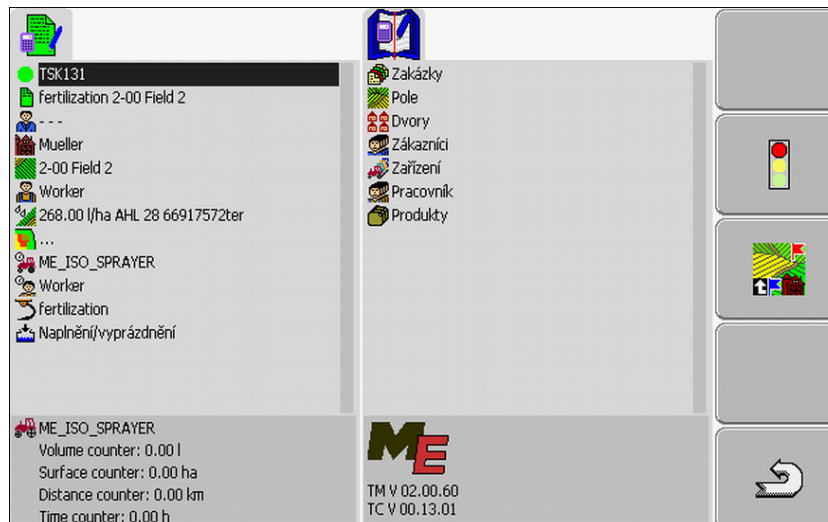 TSK131
fertilization 2-00 Field 2
- - -
Mueller
2-00 Field 2
Worker
268.00 l/ha AHL 28 66917572ter
...
ME_ISO_SPRAYER
Worker
fertilization
Naplnění/vyprázdnění
ME_ISO_SPRAYER
Volume counter: 0.00 l
Surface counter: 0.00 ha
Distance counter: 0.00 km
Time counter: 0.00 h
Zakázky
Pole
Dvory
Zákazníci
Zařízení
Pracovník
Produkty
ME
TM V 02.00.60
TC V 00.13.01